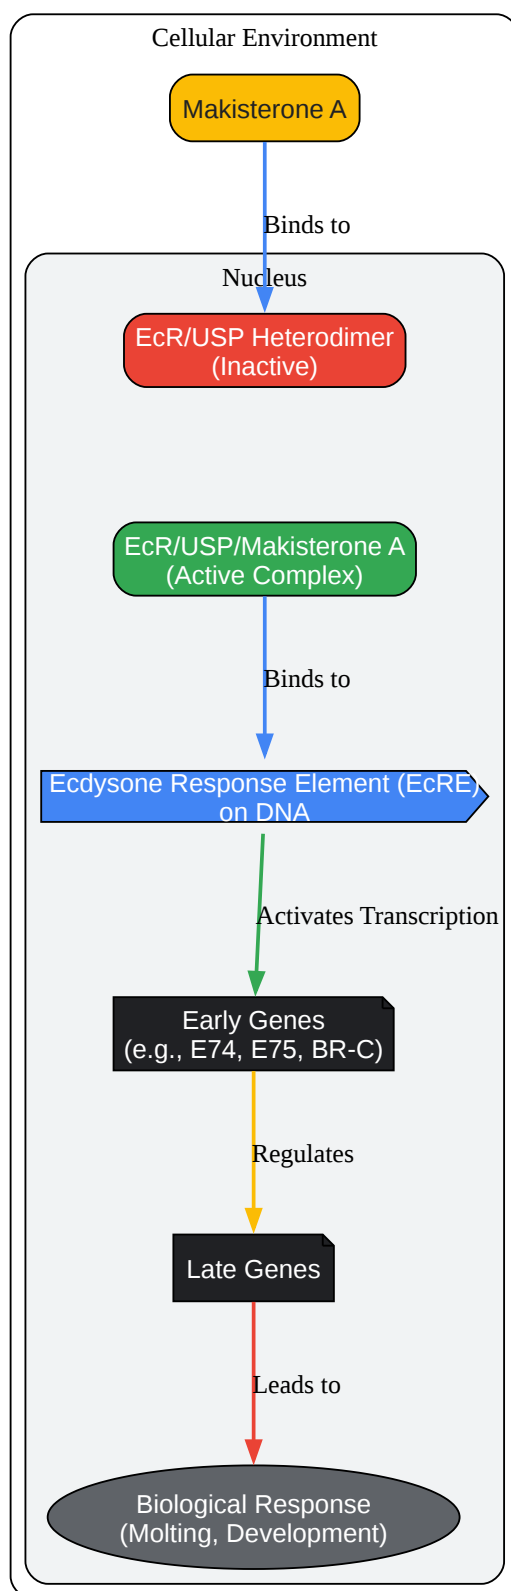 Cellular Environment
Makisterone A
Binds to
Nucleus
EcR/USP Heterodimer
(Inactive)
EcR/USP/Makisterone A
(Active Complex)
Binds to
Ecdysone Response Element (EcRE)
on DNA
Activates Transcription
Early Genes
(e.g., E74, E75, BR-C)
Regulates
Late Genes
Leads to
Biological Response
(Molting, Development)